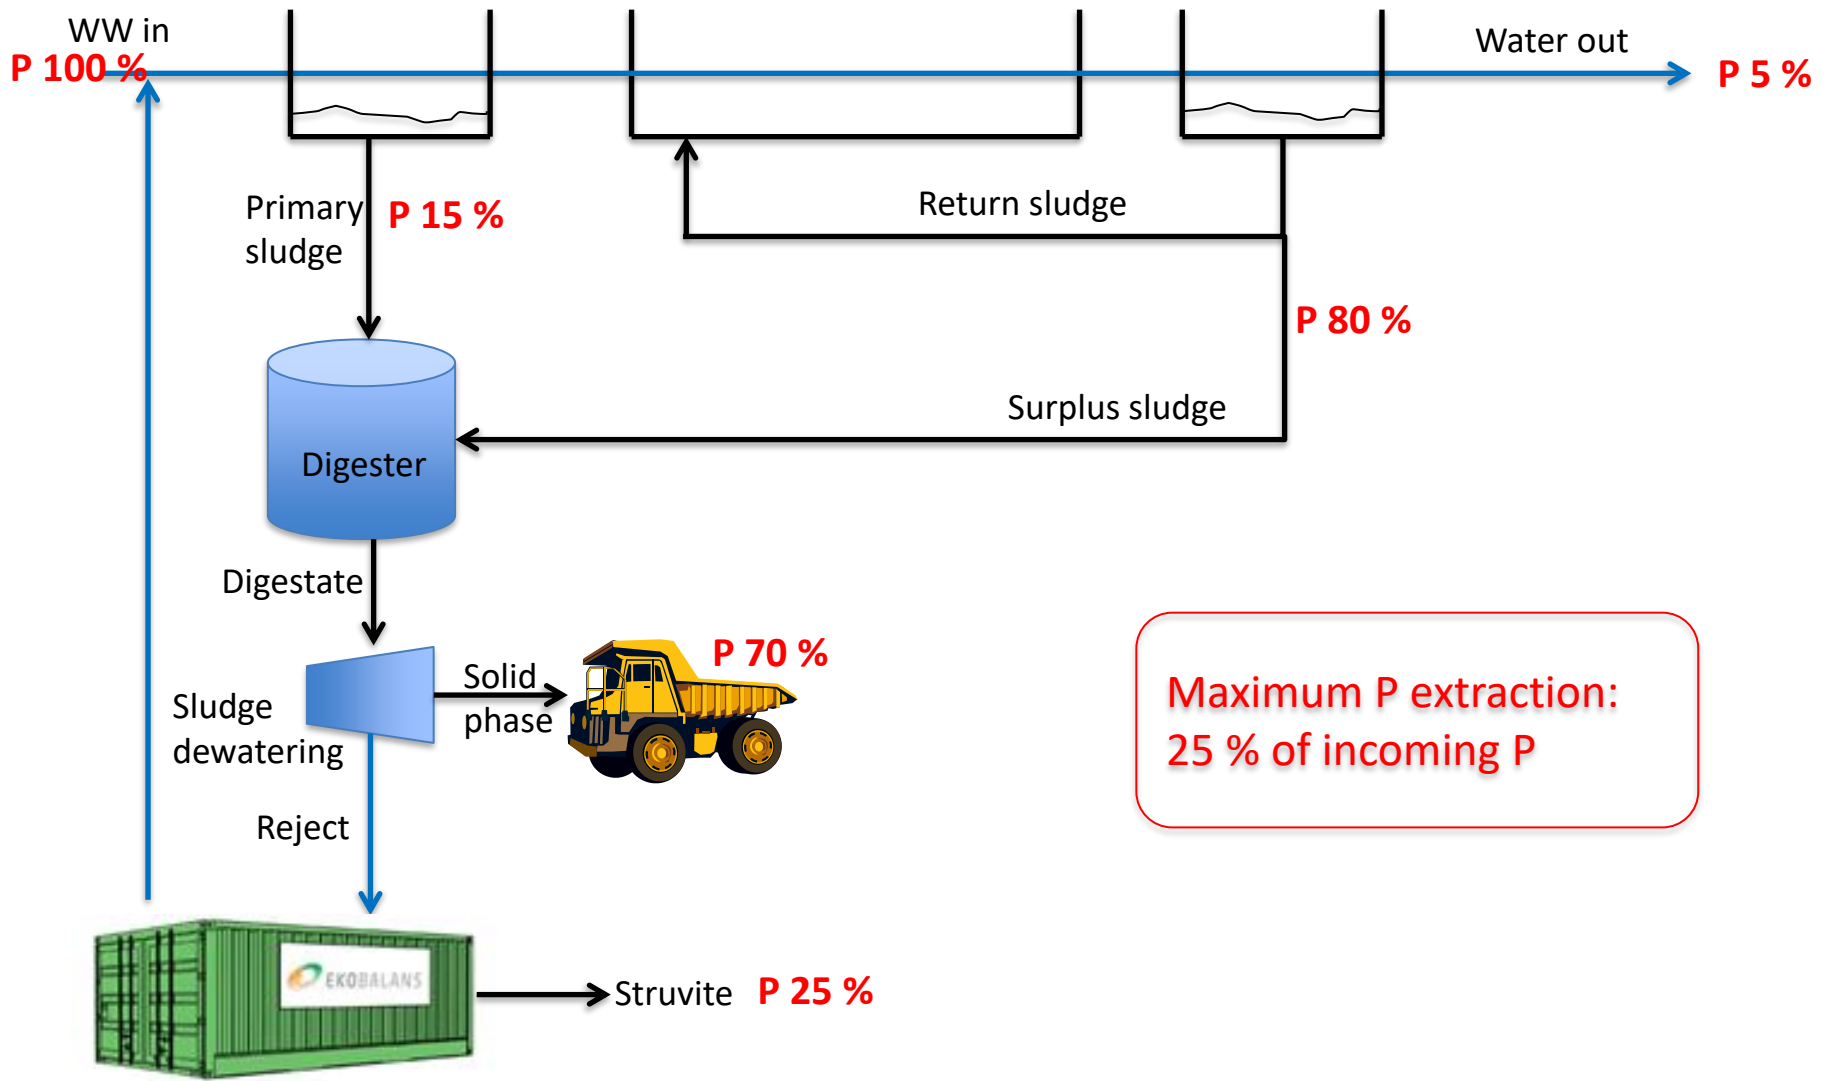 WW in
P 100 %
Water out
P 5 %
Primary
sludge
P 15 %
Return sludge
P 80 %
Surplus sludge
Digester
Digestate
Solid
phase
P 70 %
Sludge
dewatering
Maximum P extraction:
25 % of incoming P
Reject
EKOBALANS
Struvite
P 25 %